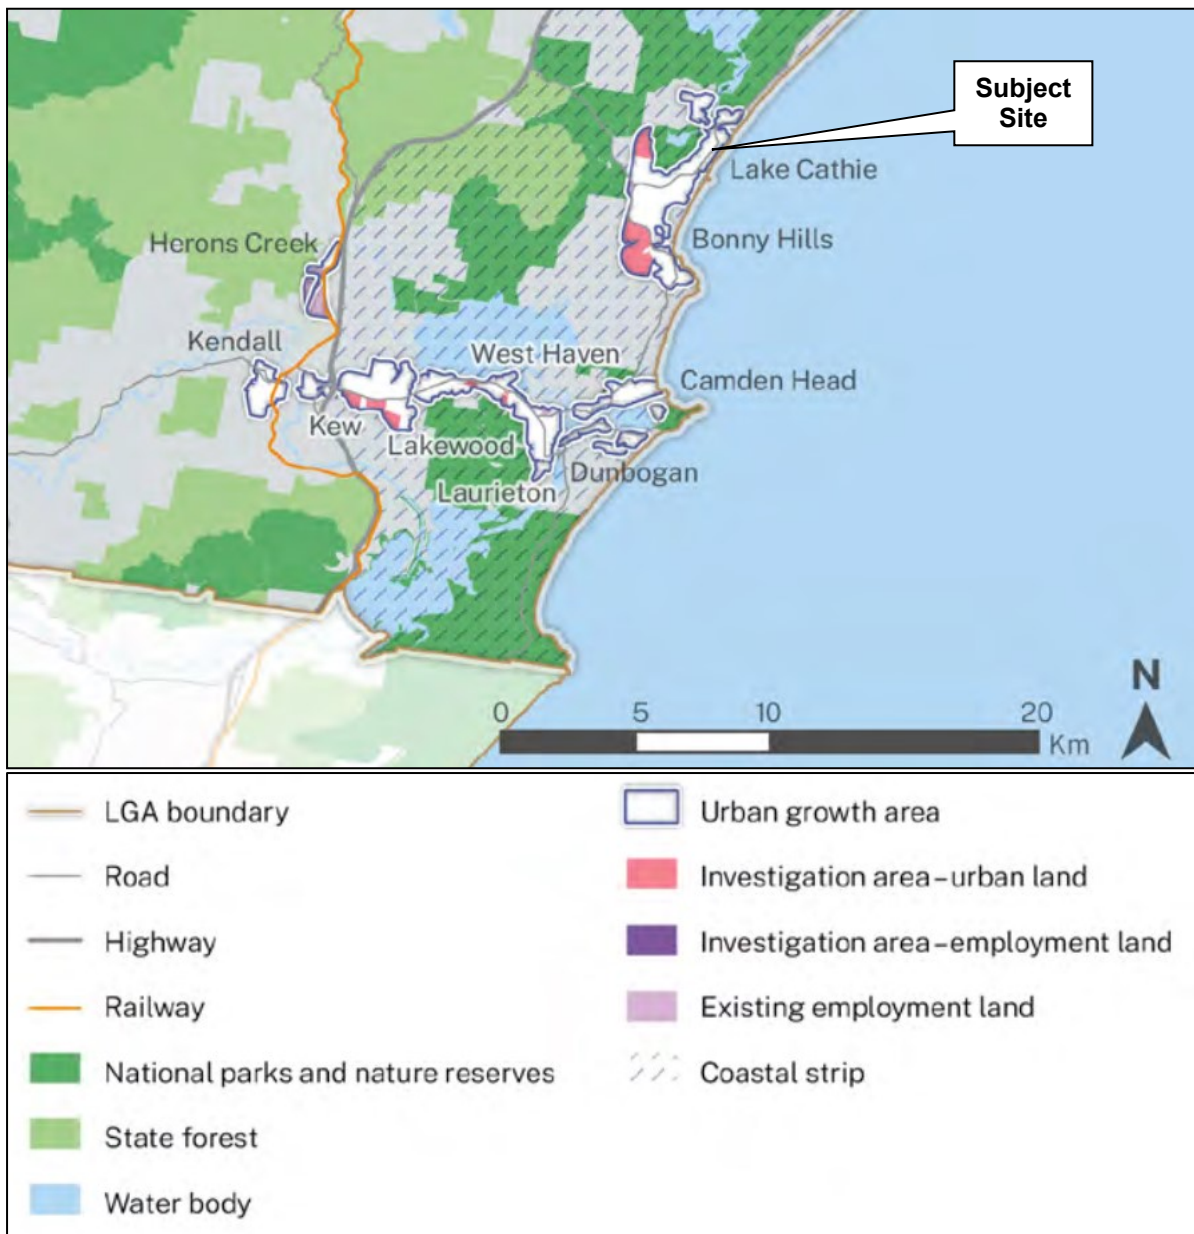 Subject
Site
Lake Cathie
Bonny Hills
Herons Creek
Kendall
West Haven
Camden Head
Kew
Lakewood
Dunbogan
Laurieton
N
0 5 10 20
Km
LGA boundary
Road
Highway
Railway
National parks and nature reserves
State forest
Water body
Urban growth area
Investigation area–urban land
Investigation area–employment land
Existing employment land
Coastal strip